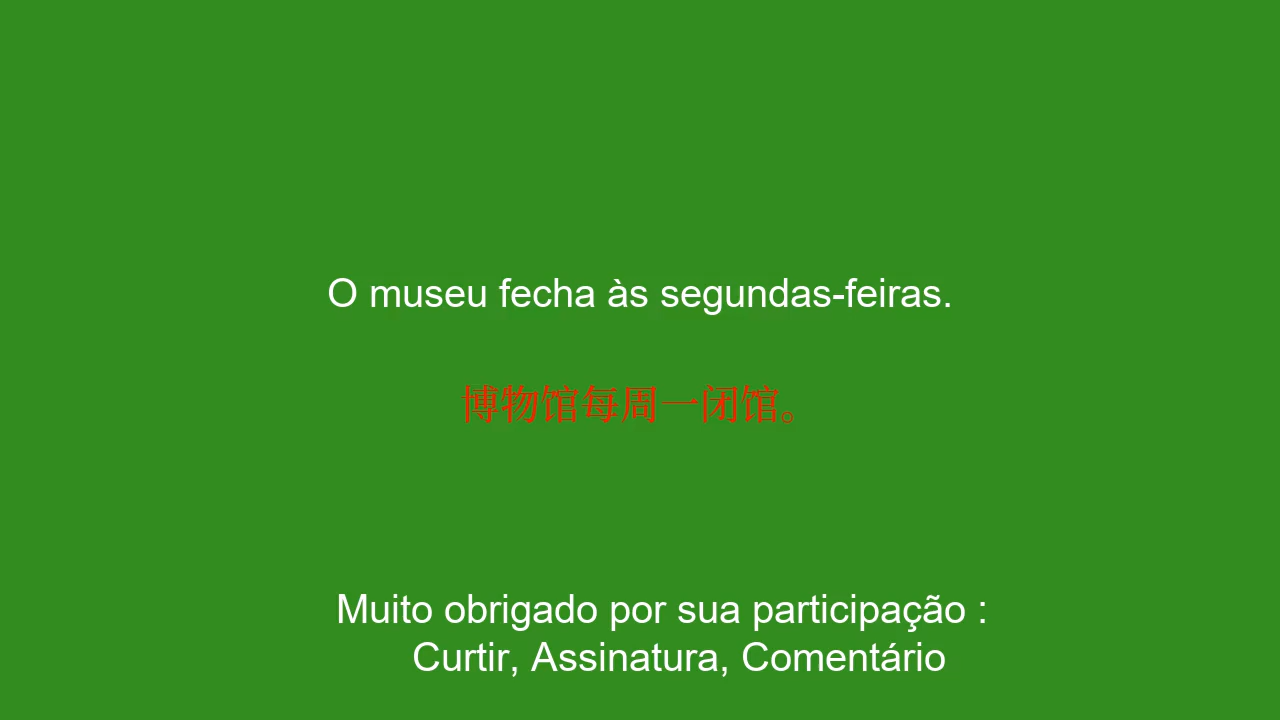 O museu fecha às segundas-feiras.
博物馆每周一闭馆。
Muito obrigado por sua participação :
Curtir, Assinatura, Comentário